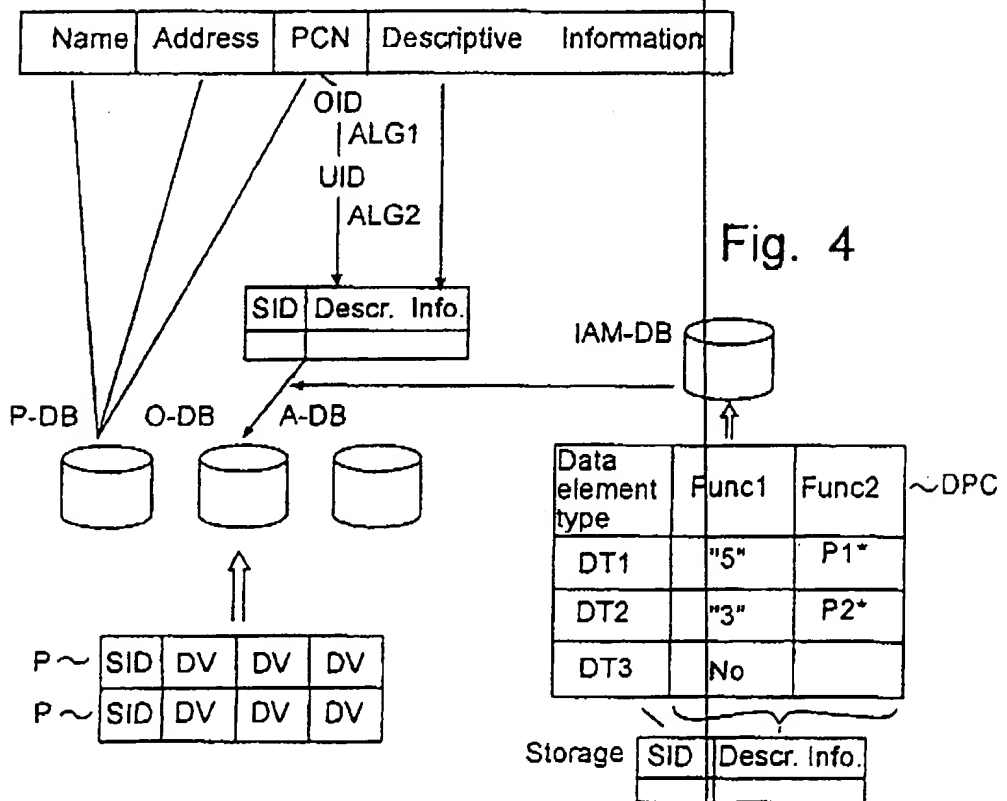 Name Address PCN Descriptive Information
OID
ALG1
UID
ALG2
Fig. 4
SID Descr. Info.
IAM-DB
P-DB O-DB A-DB
Data element type Func1 Func2 ~DPC
DT1 "5" P1*
DT2 "3" P2*
DT3 No
P~ SID DV DV DV
P~ SID DV DV DV
Storage SID Descr. Info.